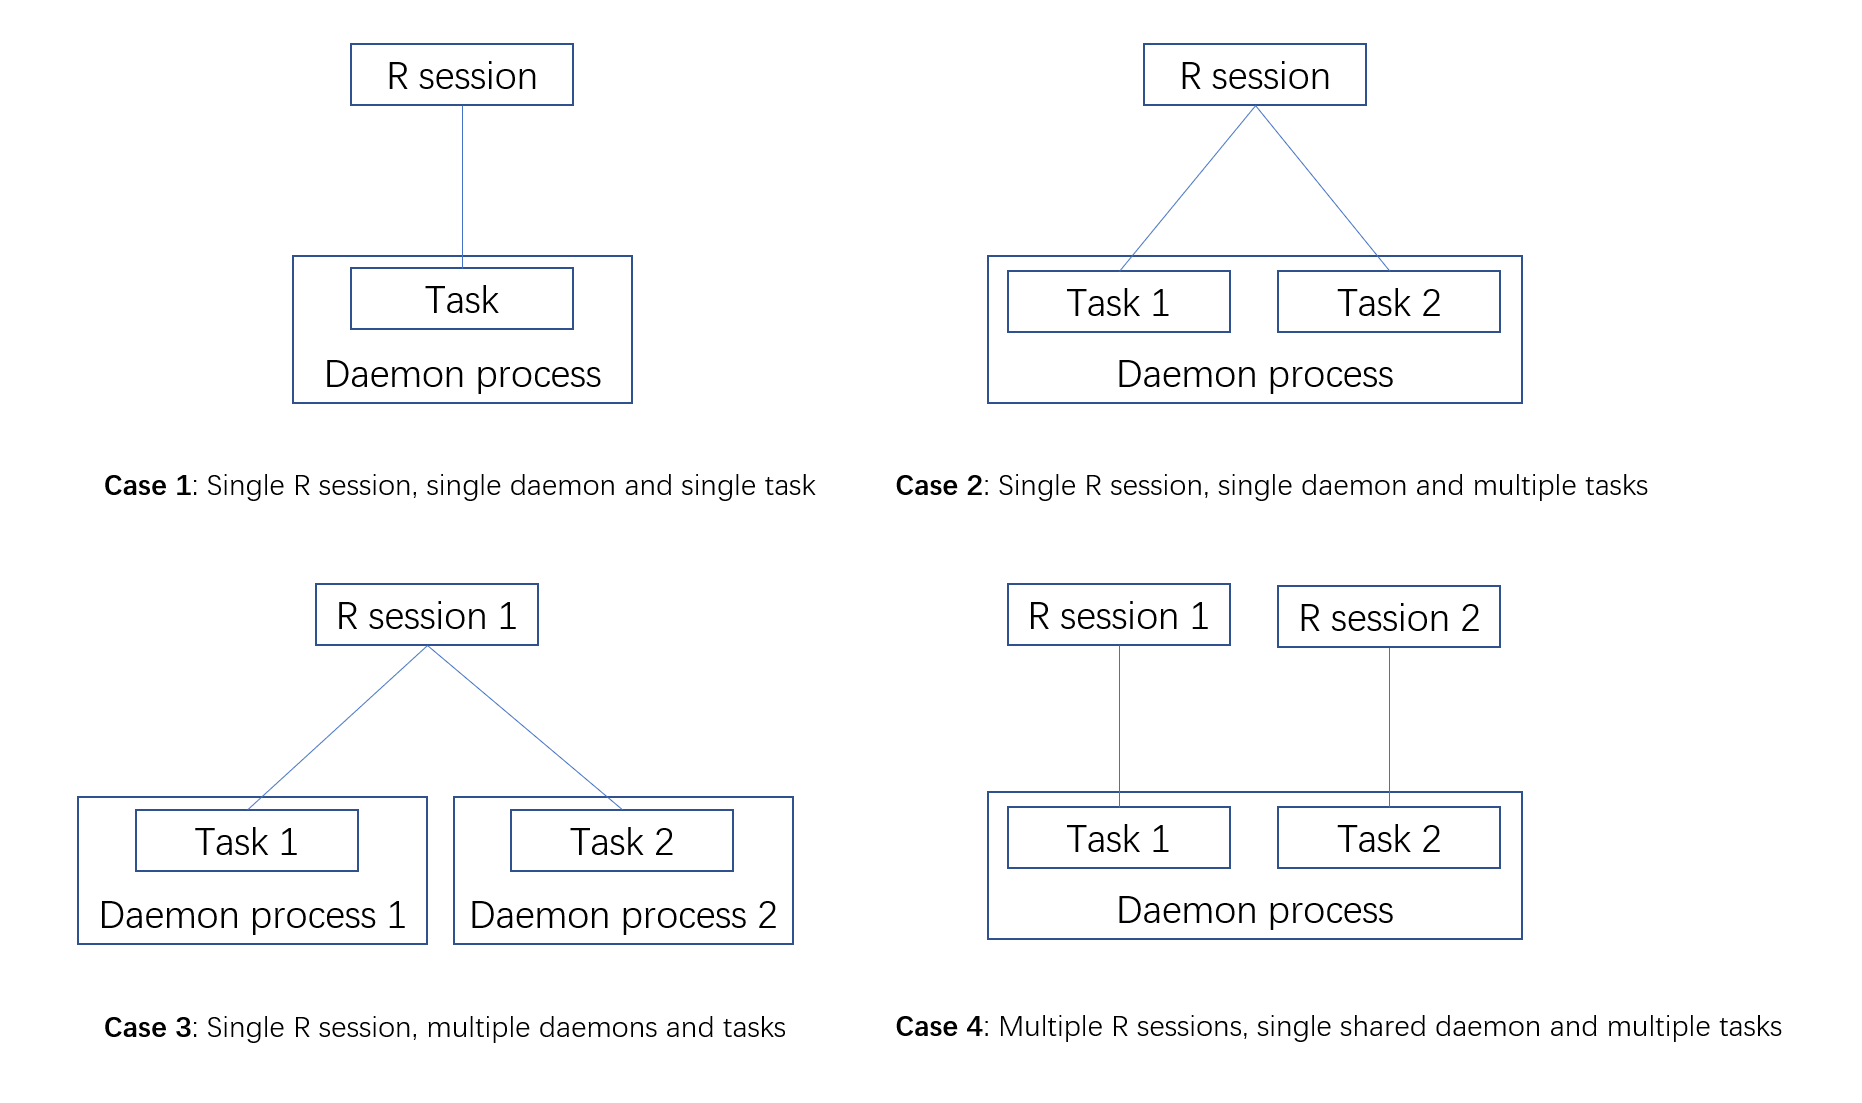 R session
Task
Daemon process
Case 1: Single R session, single daemon and single task
R session
Task 1
Task 2
Daemon process
Case 2: Single R session, single daemon and multiple tasks
R session 1
Task 1
Task 2
Daemon process 1
Daemon process 2
Case 3: Single R session, multiple daemons and tasks
R session 1
R session 2
Task 1
Task 2
Daemon process
Case 4: Multiple R sessions, single shared daemon and multiple tasks